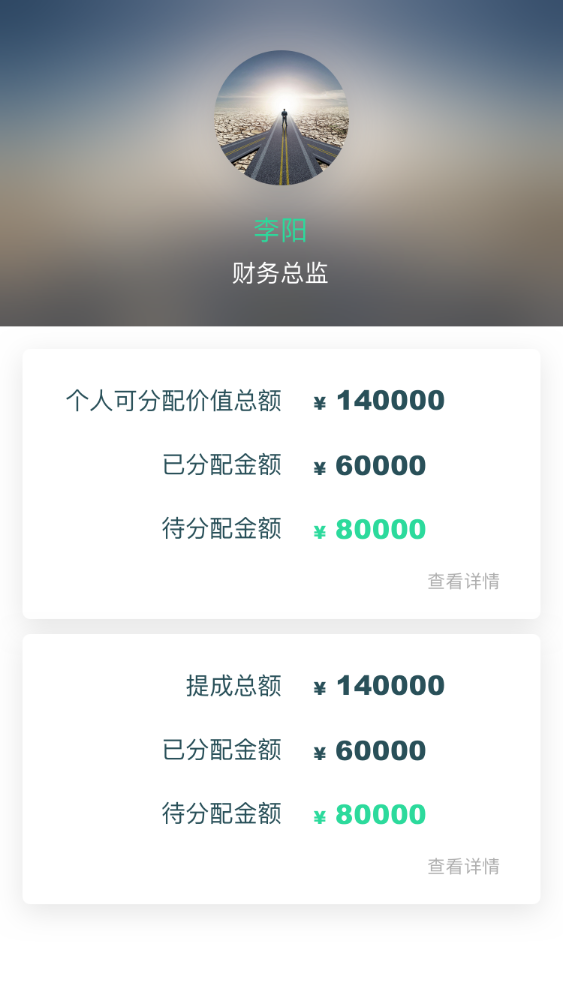 李阳
财务总监
个人可分配价值总额 ¥ 140000
已分配金额 ¥ 60000
待分配金额 ¥ 80000
查看详情
提成总额 ¥ 140000
已分配金额 ¥ 60000
待分配金额 ¥ 80000
查看详情